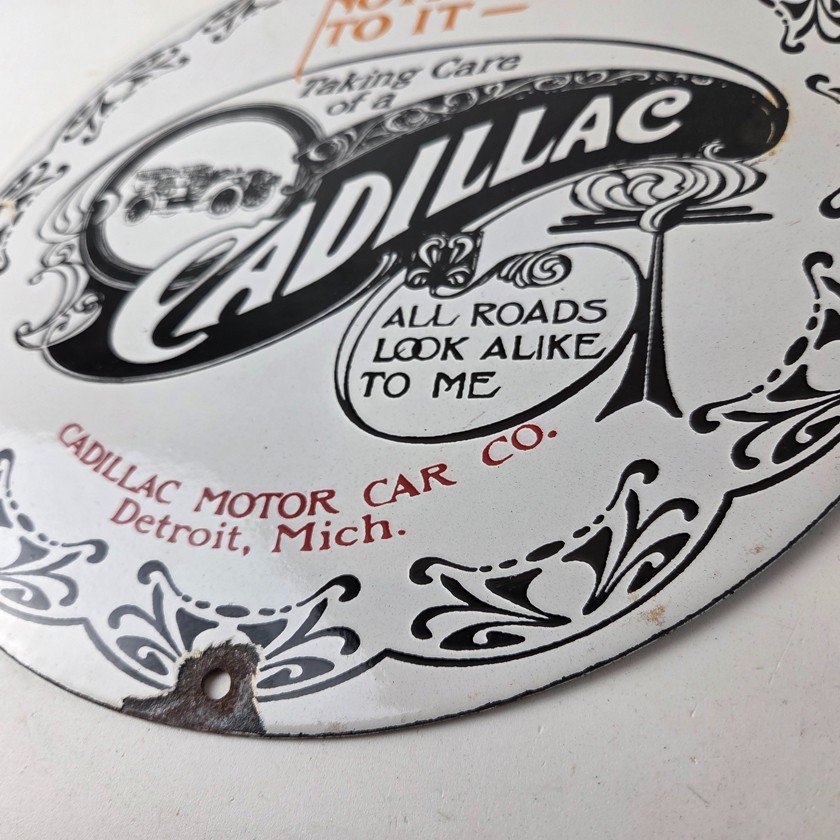 TO IT —
Taking Care
of a
CADILLAC
ALL ROADS
LOOK ALIKE
TO ME
CADILLAC MOTOR CAR CO.
Detroit, Mich.